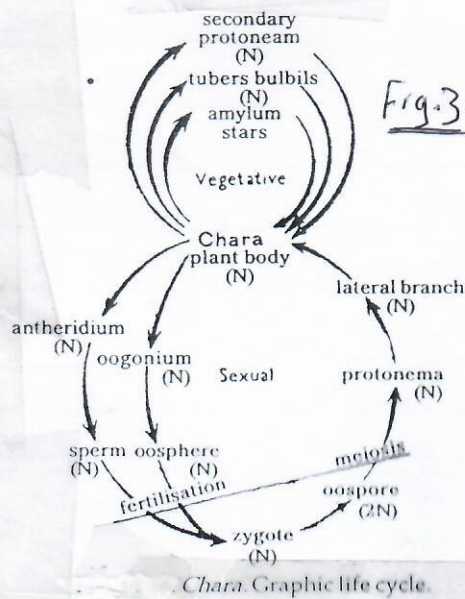 secondary
protoneam
(N)
tubers bulbils
(N)
amylum
stars
Fig.3
Vegetative
Chara
plant body
(N)
lateral branch
(N)
antheridium
(N)
oogonium
(N)
Sexual
protonema
(N)
sperm
(N)
oosphere
(N)
meiosis
fertilisation
oospore
(2N)
zygote
(N)
Chara. Graphic life cycle.